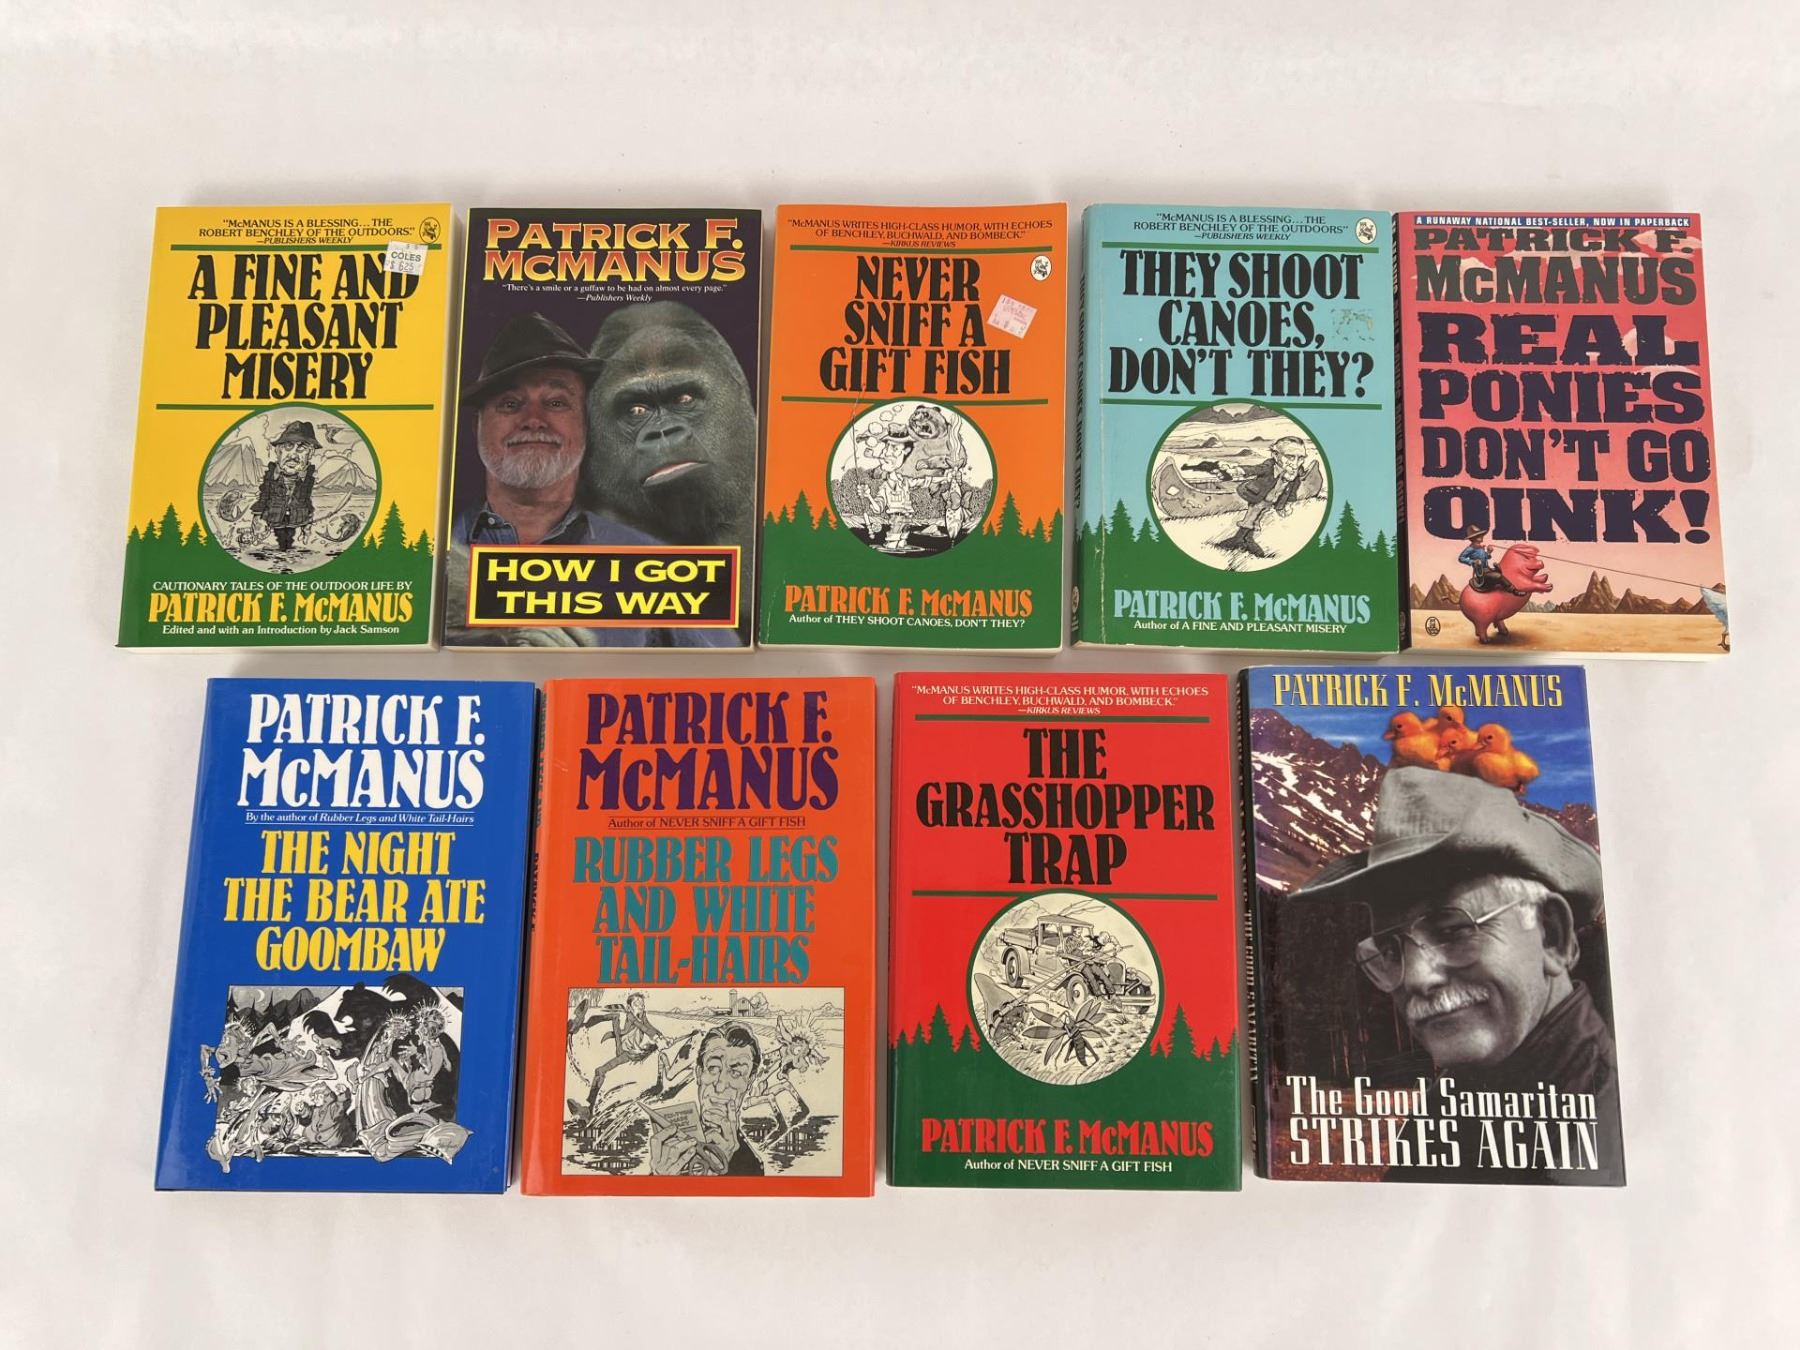 "McMANUS IS A BLESSING... THE
ROBERT BENCHLEY OF THE OUTDOORS."
—PUBLISHERS WEEKLY
COLES
A FINE AND
PLEASANT
MISERY
CAUTIONARY TALES OF THE OUTDOOR LIFE BY
PATRICK F. McMANUS
Edited and with an Introduction by Jack Samson
PATRICK F.
McMANUS
"There's a smile or a guffaw to be had on almost every page."
—Publishers Weekly
HOW I GOT
THIS WAY
"McMANUS WRITES HIGH-CLASS HUMOR, WITH ECHOES
OF BENCHLEY, BUCHWALD, AND BOMBECK."
—KIRKUS REVIEWS
NEVER
SNIFF A
GIFT FISH
PATRICK F. McMANUS
Author of THEY SHOOT CANOES, DON'T THEY?
"McMANUS IS A BLESSING... THE
ROBERT BENCHLEY OF THE OUTDOORS"
—PUBLISHERS WEEKLY
THEY SHOOT
CANOES,
DON'T THEY?
PATRICK F. McMANUS
Author of A FINE AND PLEASANT MISERY
A RUNAWAY NATIONAL BEST-SELLER, NOW IN PAPERBACK
PATRICK F.
McMANUS
REAL
PONIES
DON'T GO
OINK!
PATRICK F.
McMANUS
By the author of Rubber Legs and White Tail-Hairs
THE NIGHT
THE BEAR ATE
GOOMBAW
PATRICK F.
McMANUS
Author of NEVER SNIFF A GIFT FISH
RUBBER LEGS
AND WHITE
TAIL-HAIRS
"McMANUS WRITES HIGH-CLASS HUMOR, WITH ECHOES
OF BENCHLEY, BUCHWALD, AND BOMBECK."
—KIRKUS REVIEWS
THE
GRASSHOPPER
TRAP
PATRICK F. McMANUS
Author of NEVER SNIFF A GIFT FISH
PATRICK F. McMANUS
The Good Samaritan
STRIKES AGAIN